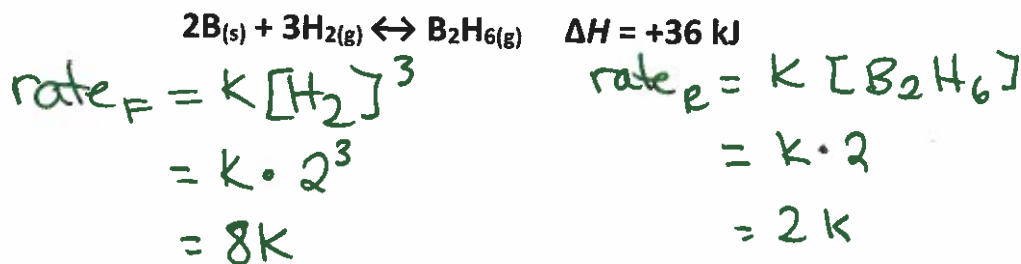 2B(s) + 3H2(g) ↔ B2H6(g) ΔH = +36 kJ
rateF = K[H2]³
= K · 2³
= 8K
rateR = K [B2H6]
= K · 2
= 2K